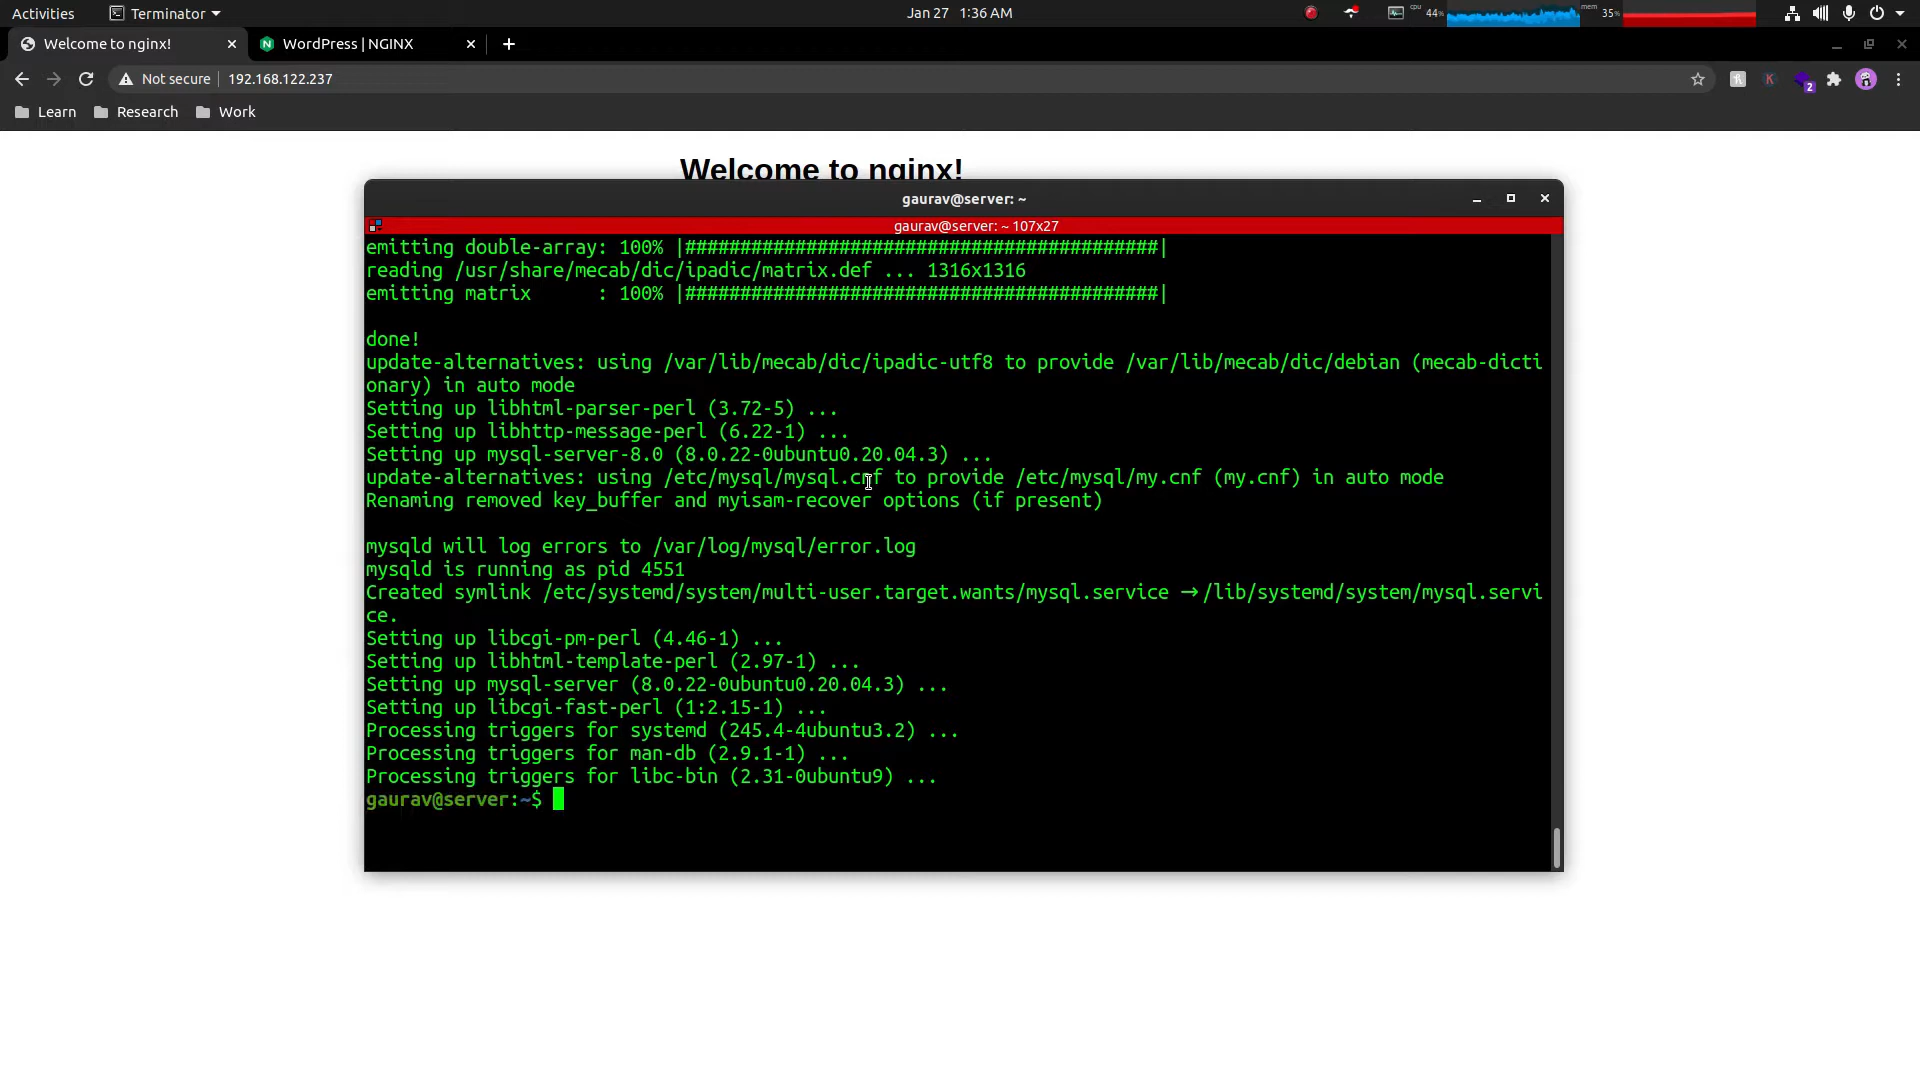 Activities Terminator Jan 27 1:36 AM cpu 44% mem 35%
Welcome to nginx! WordPress | NGINX
Not secure 192.168.122.237 K 2
Learn Research Work
Welcome to nginx!
gaurav@server: ~
gaurav@server: ~ 107x27
emitting double-array: 100% |###########################################|
reading /usr/share/mecab/dic/ipadic/matrix.def ... 1316x1316
emitting matrix      : 100% |###########################################|
done!
update-alternatives: using /var/lib/mecab/dic/ipadic-utf8 to provide /var/lib/mecab/dic/debian (mecab-dicti
onary) in auto mode
Setting up libhtml-parser-perl (3.72-5) ...
Setting up libhttp-message-perl (6.22-1) ...
Setting up mysql-server-8.0 (8.0.22-0ubuntu0.20.04.3) ...
update-alternatives: using /etc/mysql/mysql.cnf to provide /etc/mysql/my.cnf (my.cnf) in auto mode
Renaming removed key_buffer and myisam-recover options (if present)
mysqld will log errors to /var/log/mysql/error.log
mysqld is running as pid 4551
Created symlink /etc/systemd/system/multi-user.target.wants/mysql.service → /lib/systemd/system/mysql.servi
ce.
Setting up libcgi-pm-perl (4.46-1) ...
Setting up libhtml-template-perl (2.97-1) ...
Setting up mysql-server (8.0.22-0ubuntu0.20.04.3) ...
Setting up libcgi-fast-perl (1:2.15-1) ...
Processing triggers for systemd (245.4-4ubuntu3.2) ...
Processing triggers for man-db (2.9.1-1) ...
Processing triggers for libc-bin (2.31-0ubuntu9) ...
gaurav@server:~$